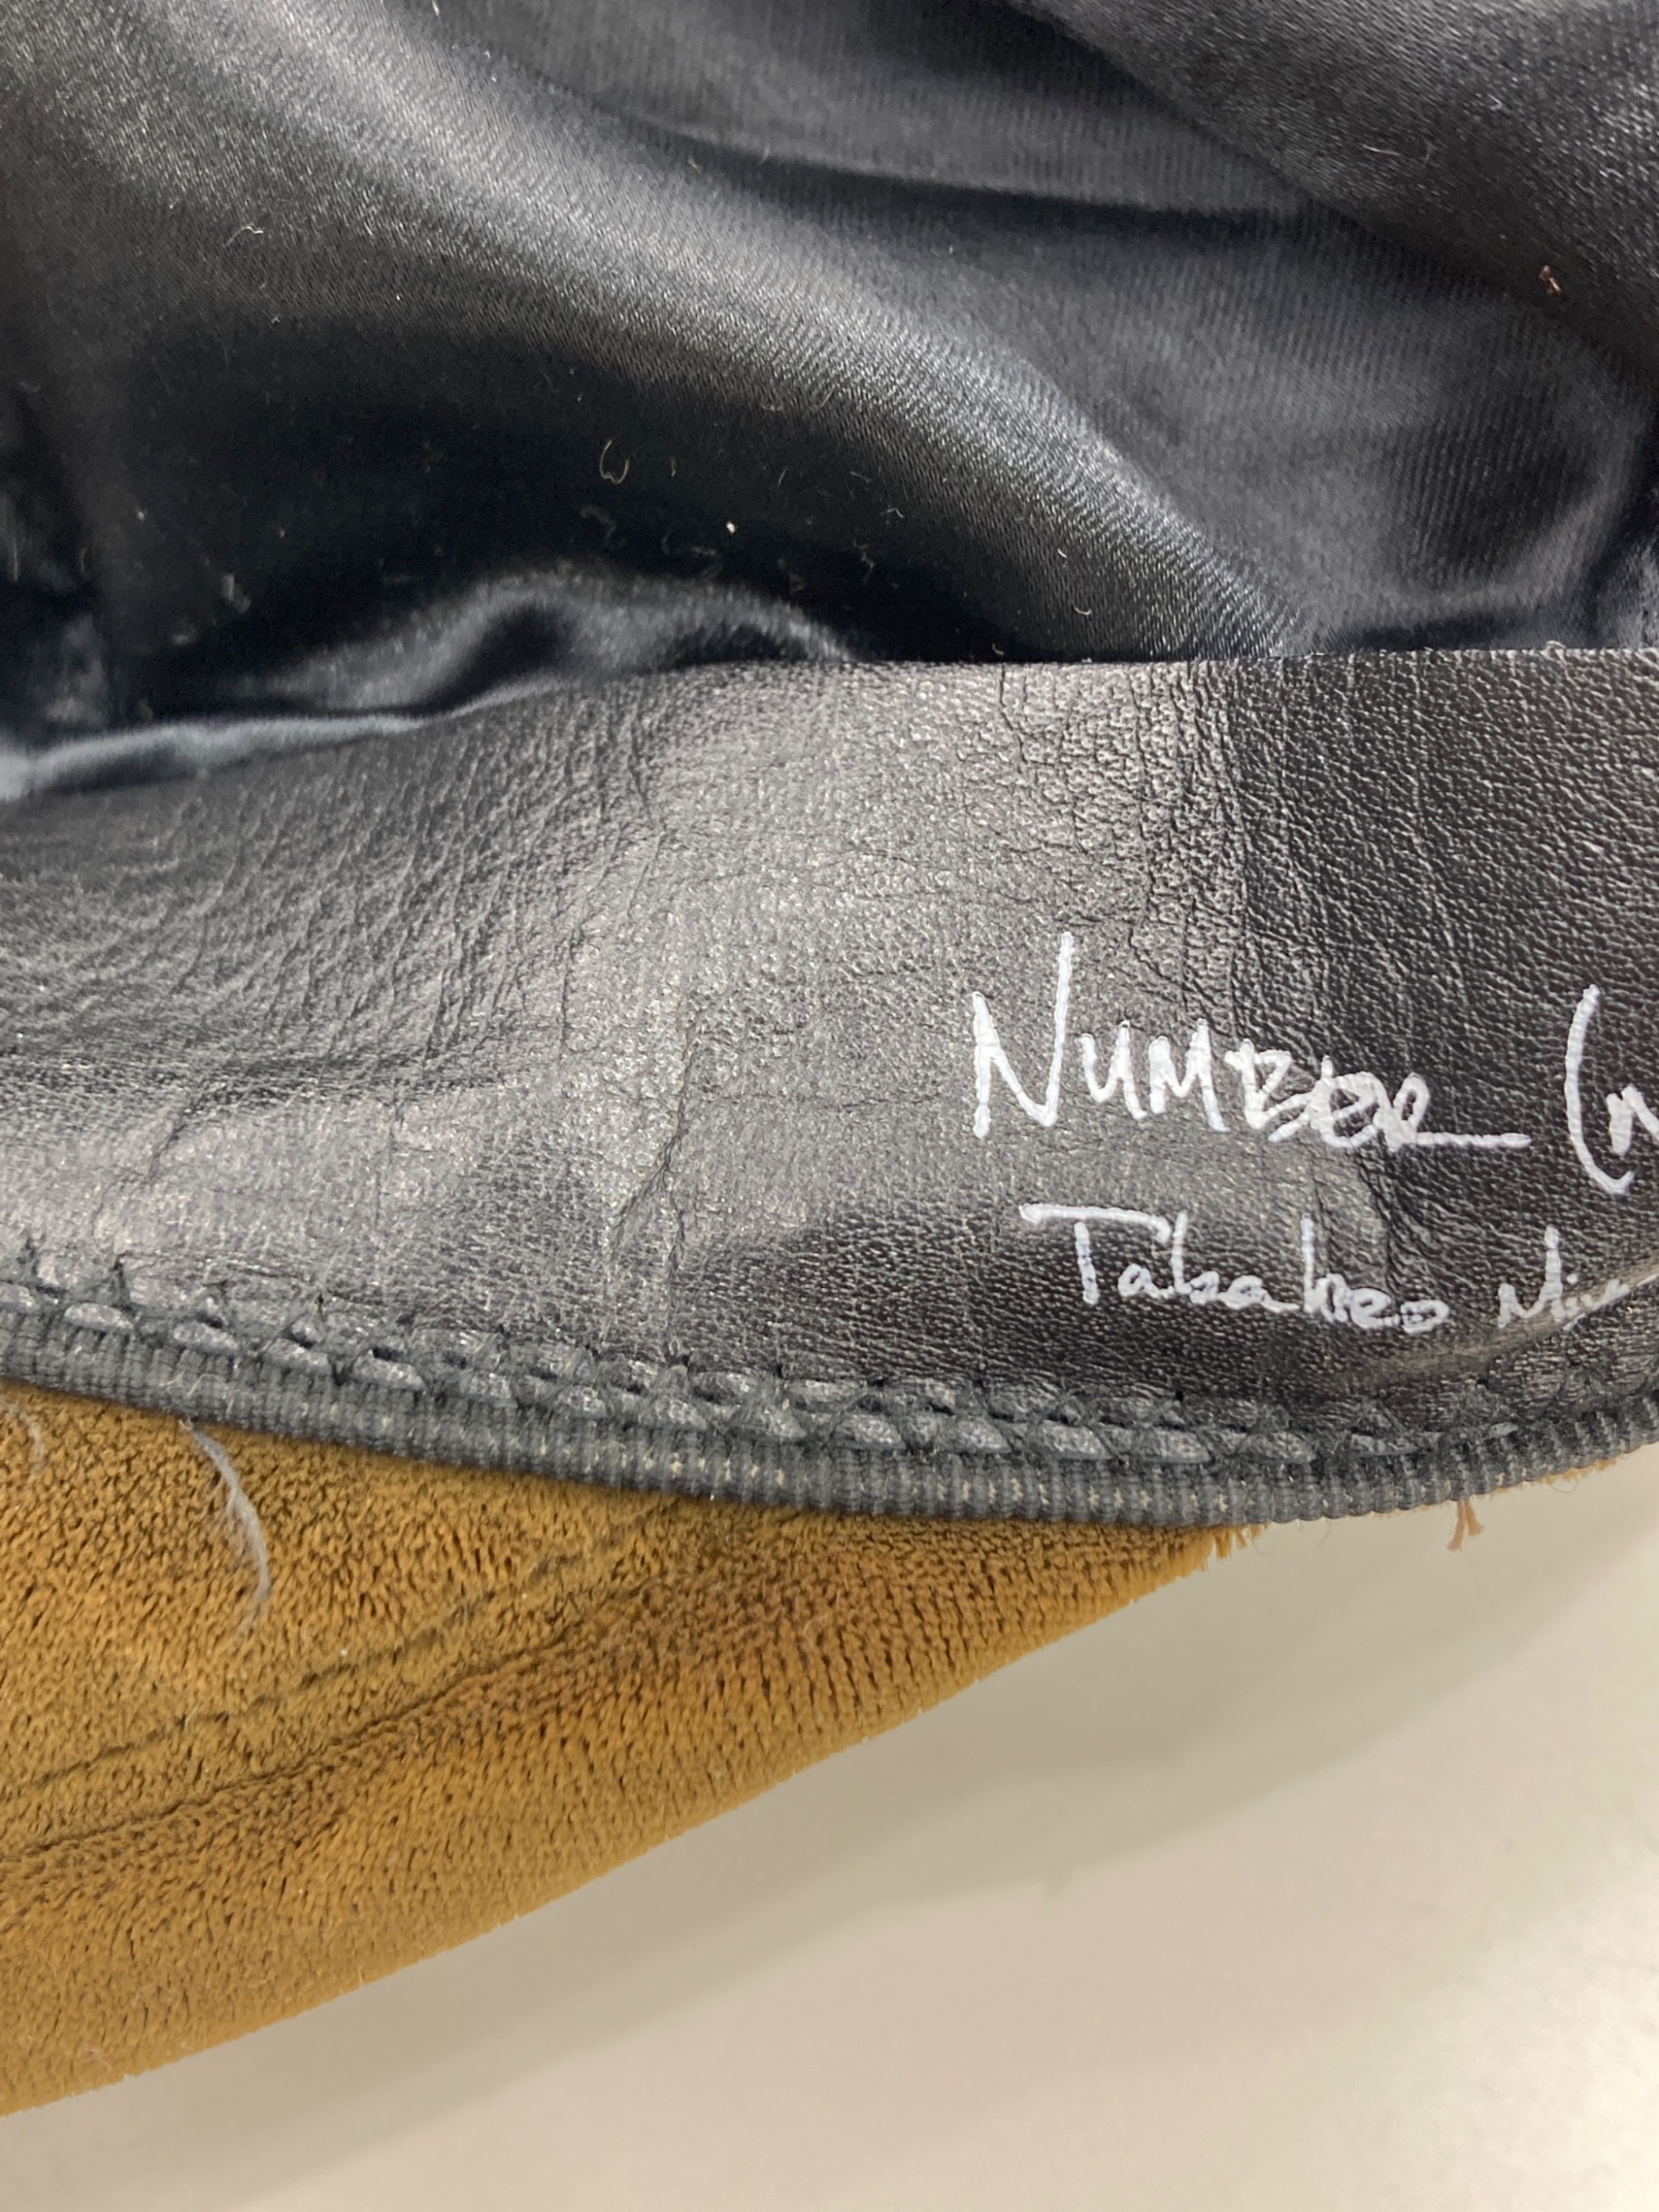 NUMBER (N
Takahiro Mi